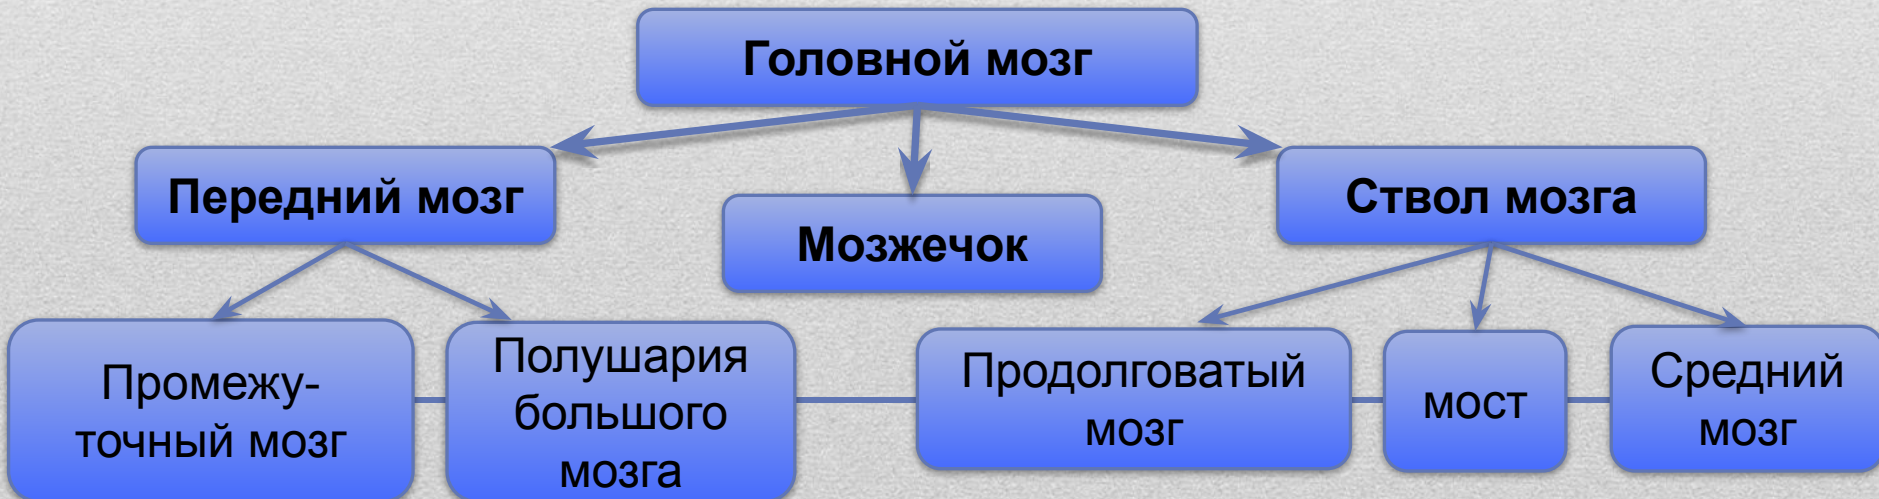 Головной мозг
Передний мозг
Мозжечок
Ствол мозга
Промежу-
точный мозг
Полушария
большого
мозга
Продолговатый
мозг
мост
Средний
мозг